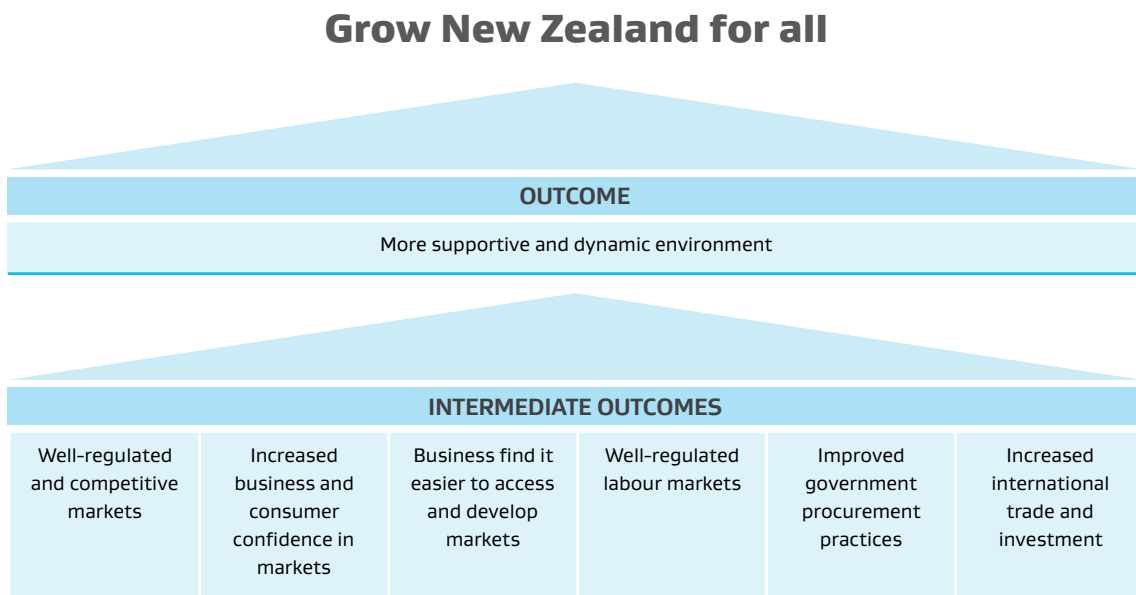 Grow New Zealand for all
OUTCOME
More supportive and dynamic environment
INTERMEDIATE OUTCOMES
Well-regulated
and competitive
markets
Increased
business and
consumer
confidence in
markets
Business find it
easier to access
and develop
markets
Well-regulated
labour markets
Improved
government
procurement
practices
Increased
international
trade and
investment